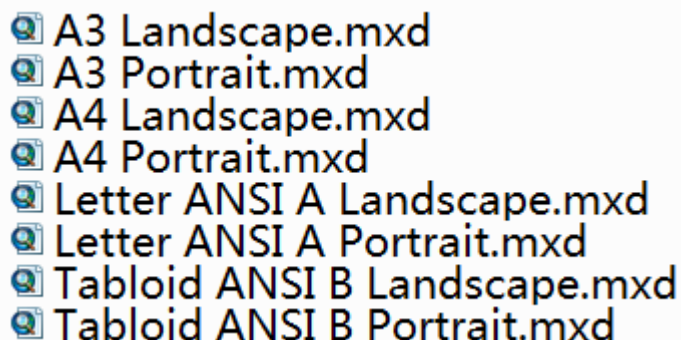 A3 Landscape.mxd
A3 Portrait.mxd
A4 Landscape.mxd
A4 Portrait.mxd
Letter ANSI A Landscape.mxd
Letter ANSI A Portrait.mxd
Tabloid ANSI B Landscape.mxd
Tabloid ANSI B Portrait.mxd